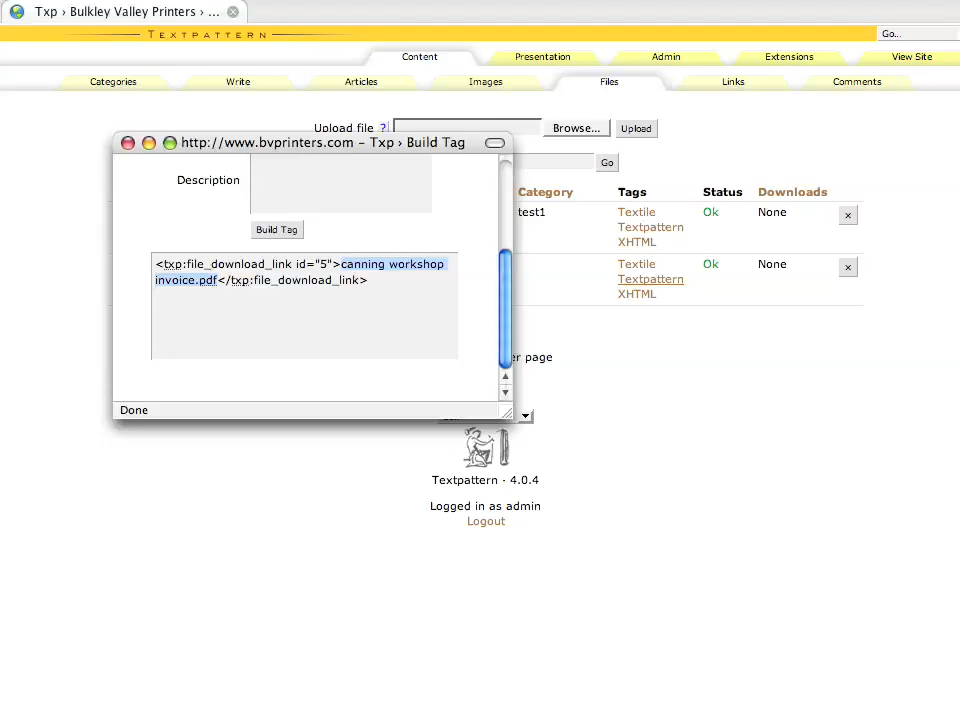 Txp › Bulkley Valley Printers › ...
TEXTPATTERN
Go...
Content Presentation Admin Extensions View Site
Categories Write Articles Images Files Links Comments
Upload file ? Browse... Upload
http://www.bvprinters.com – Txp › Build Tag
Go
Description
Category Tags Status Downloads
test1 Textile Ok None ×
Textpattern
XHTML
Build Tag
<txp:file_download_link id="5">canning workshop
invoice.pdf</txp:file_download_link>
Textile Ok None ×
Textpattern
XHTML
per page
Done
Textpattern · 4.0.4
Logged in as admin
Logout